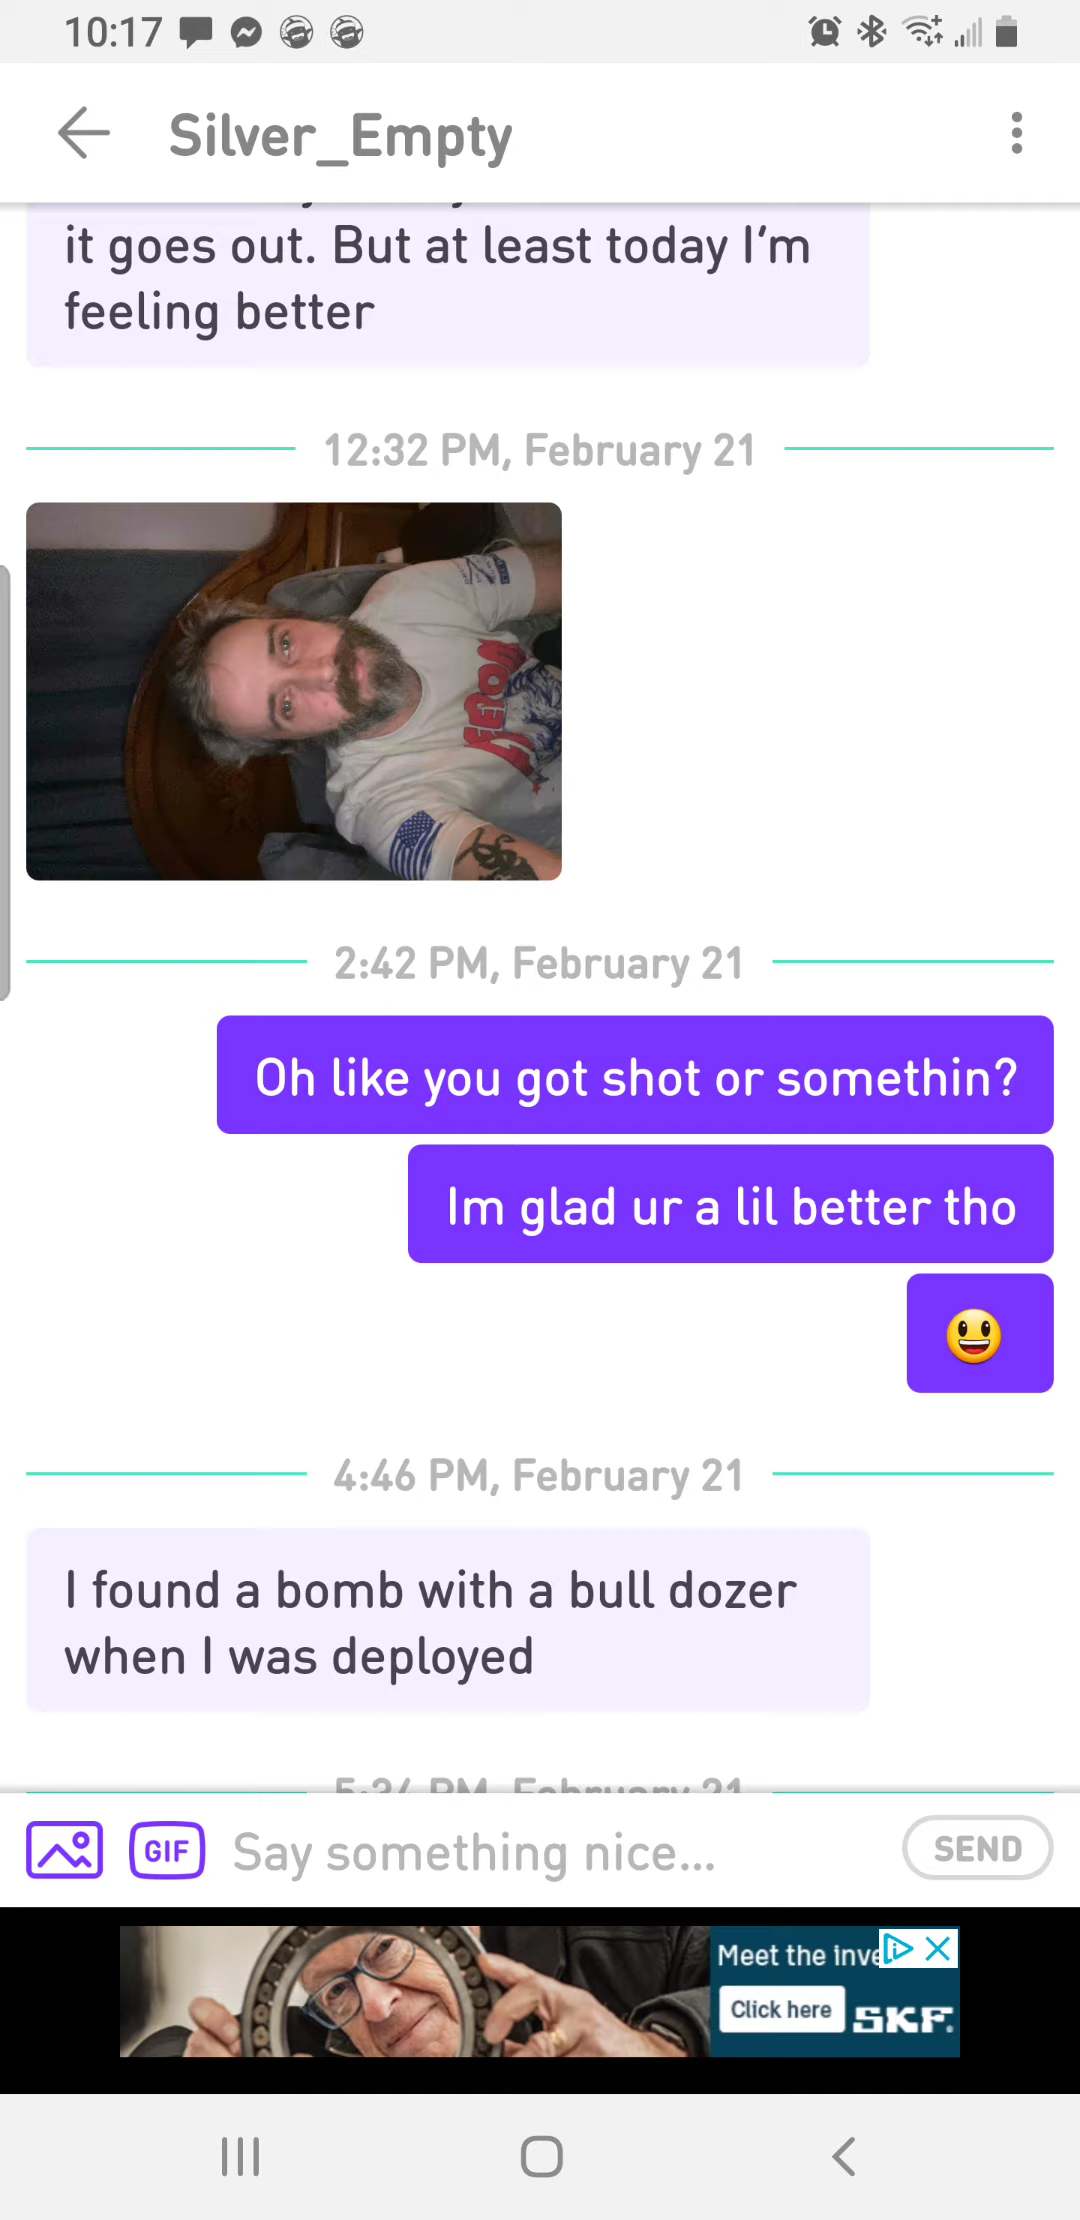 10:17
Silver_Empty
it goes out. But at least today I'm
feeling better
12:32 PM, February 21
VENOM
2:42 PM, February 21
Oh like you got shot or somethin?
Im glad ur a lil better tho
😃
4:46 PM, February 21
I found a bomb with a bull dozer
when I was deployed
5:34 PM, February 21
GIF
Say something nice...
SEND
Meet the inve
Click here
SKF.